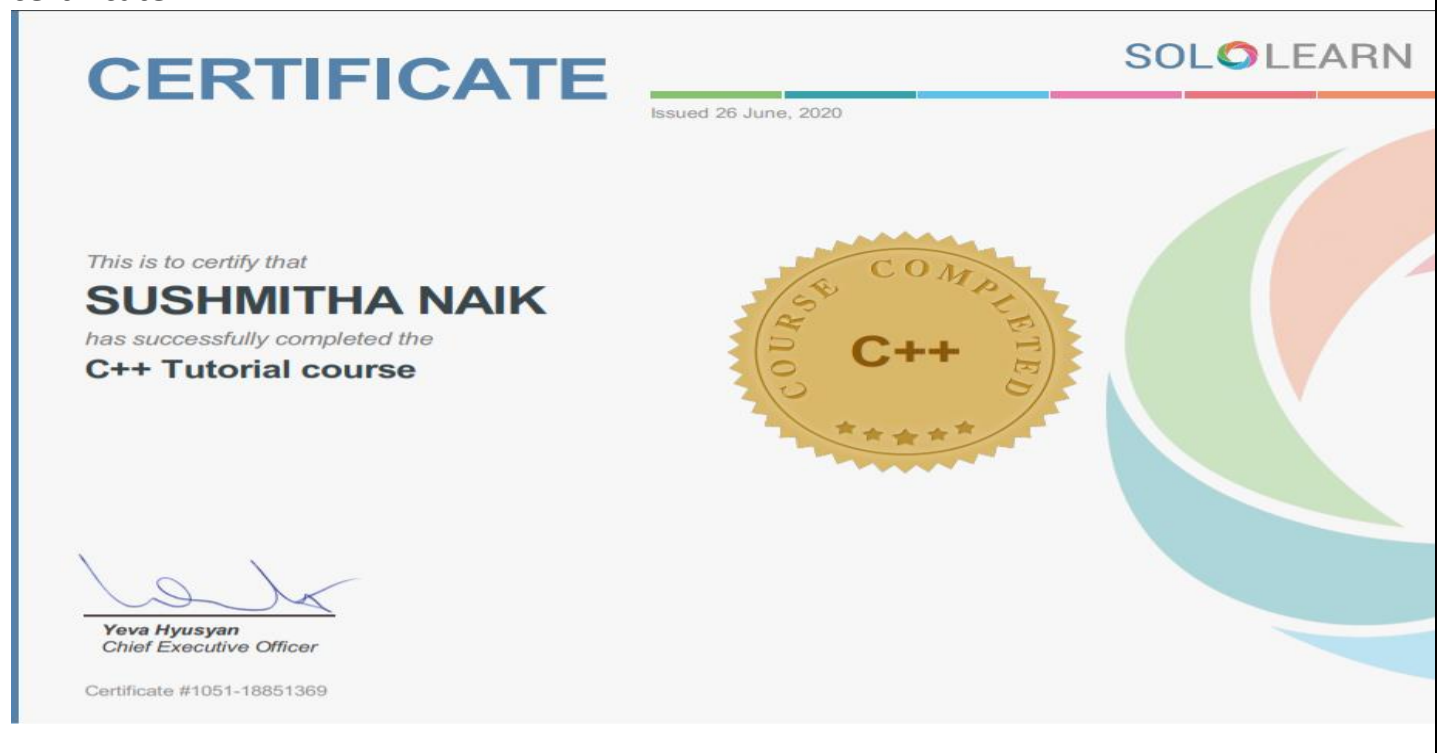 CERTIFICATE
SOLOLEARN
Issued 26 June, 2020
This is to certify that
SUSHMITHA NAIK
has successfully completed the
C++ Tutorial course
COURSE COMPLETED
C++
Yeva Hyusyan
Chief Executive Officer
Certificate #1051-18851369